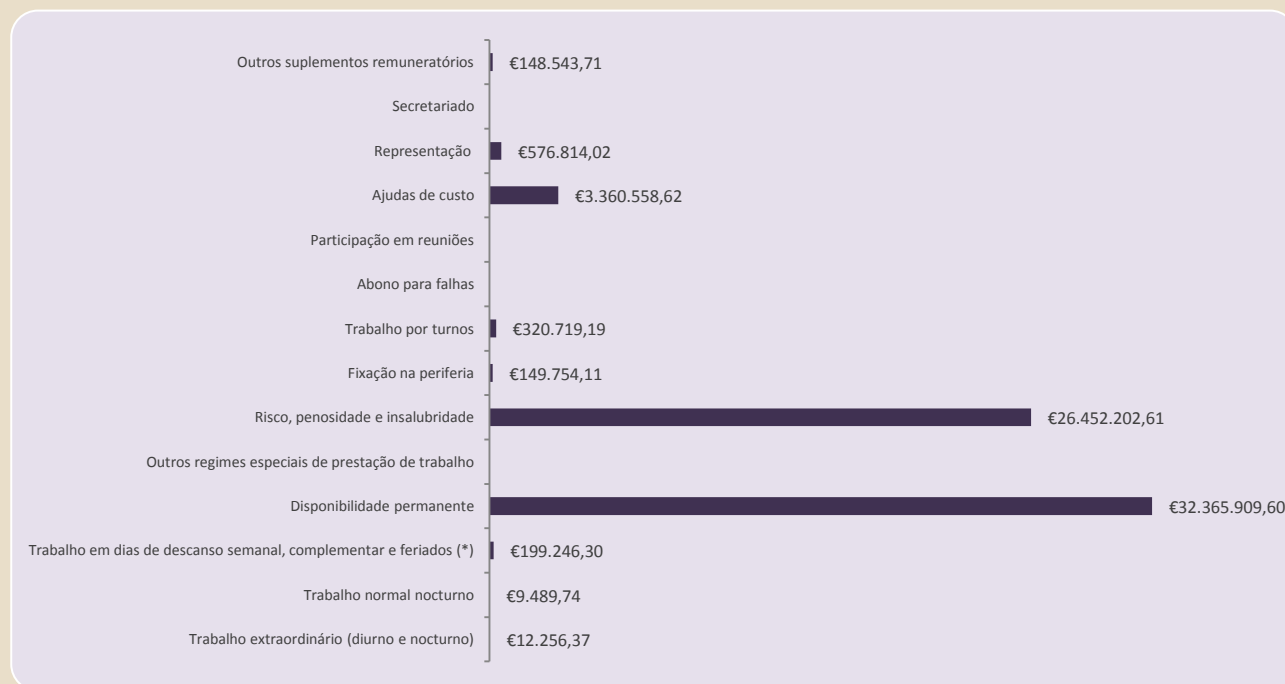 Outros suplementos remuneratórios €148.543,71
Secretariado
Representação €576.814,02
Ajudas de custo €3.360.558,62
Participação em reuniões
Abono para falhas
Trabalho por turnos €320.719,19
Fixação na periferia €149.754,11
Risco, penosidade e insalubridade €26.452.202,61
Outros regimes especiais de prestação de trabalho
Disponibilidade permanente €32.365.909,60
Trabalho em dias de descanso semanal, complementar e feriados (*) €199.246,30
Trabalho normal nocturno €9.489,74
Trabalho extraordinário (diurno e nocturno) €12.256,37